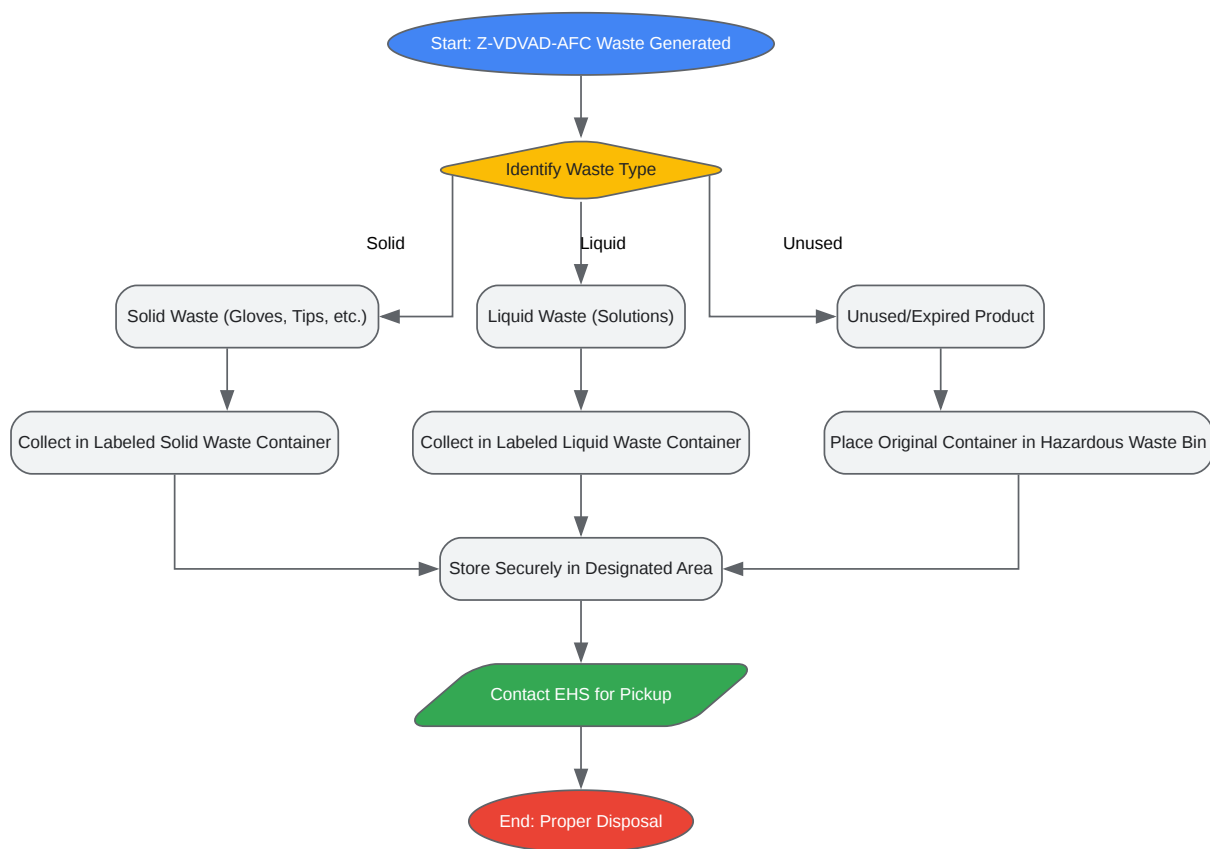 Start: Z-VDVAD-AFC Waste Generated
Identify Waste Type
Solid
Liquid
Unused
Solid Waste (Gloves, Tips, etc.)
Liquid Waste (Solutions)
Unused/Expired Product
Collect in Labeled Solid Waste Container
Collect in Labeled Liquid Waste Container
Place Original Container in Hazardous Waste Bin
Store Securely in Designated Area
Contact EHS for Pickup
End: Proper Disposal